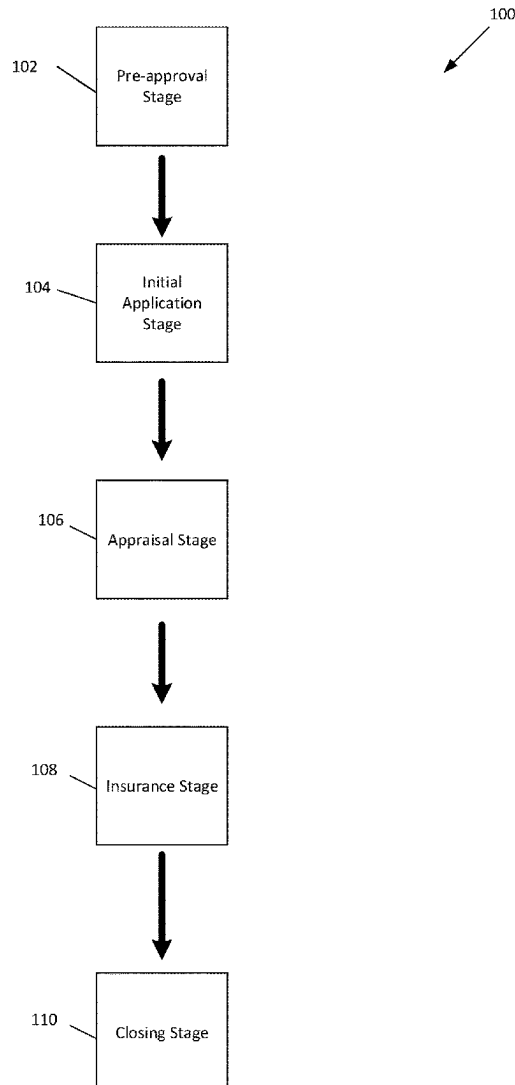 100
102
Pre-approval
Stage
104
Initial
Application
Stage
106
Appraisal Stage
108
Insurance Stage
110
Closing Stage